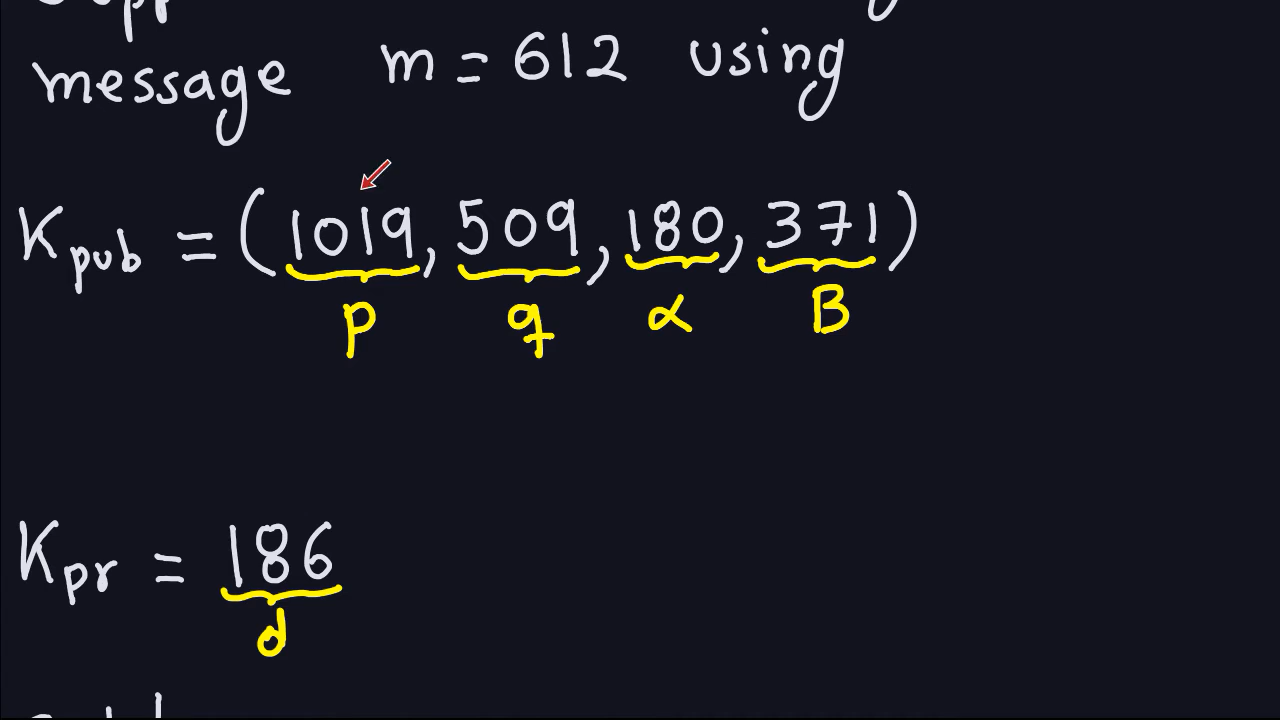 message m = 612 using
Kpub = (1019, 509, 180, 371)
p q α B
Kpr = 186
d